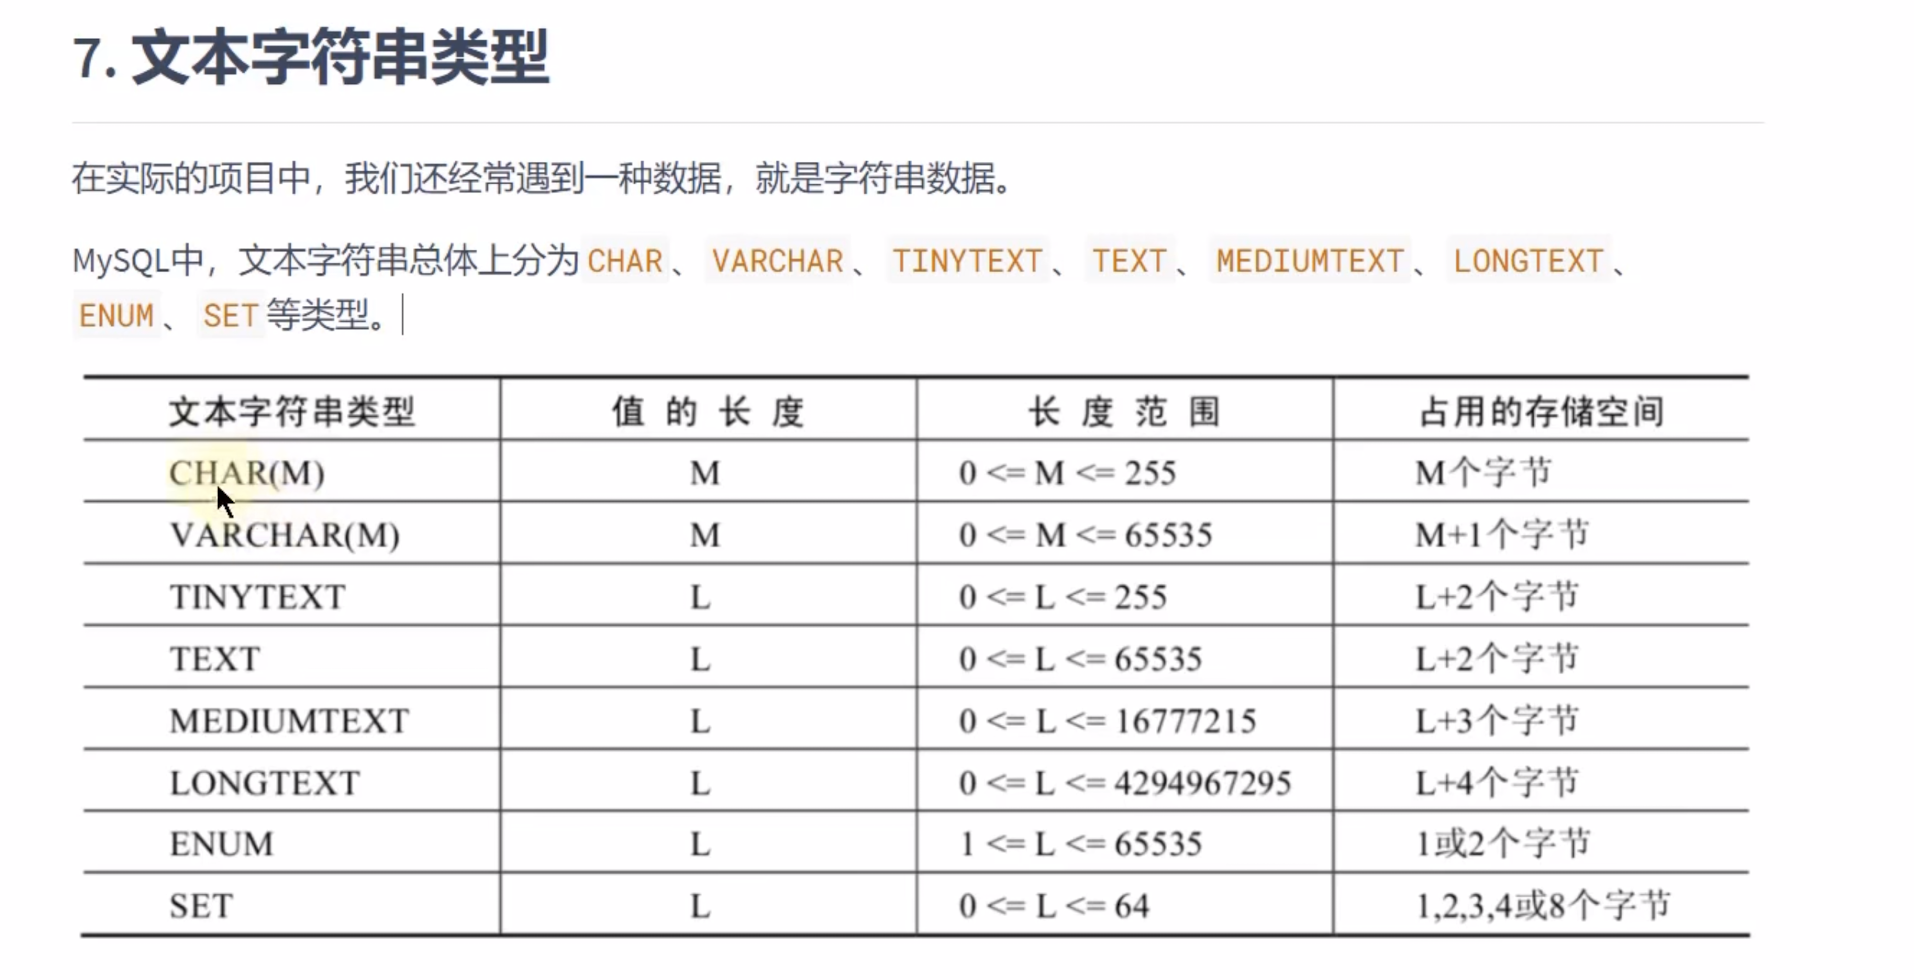 7. 文本字符串类型
在实际的项目中，我们还经常遇到一种数据，就是字符串数据。
MySQL中，文本字符串总体上分为 CHAR 、 VARCHAR 、 TINYTEXT 、 TEXT 、 MEDIUMTEXT 、 LONGTEXT 、
ENUM 、 SET 等类型。
文本字符串类型 值的长度 长度范围 占用的存储空间
CHAR(M) M 0 <= M <= 255 M个字节
VARCHAR(M) M 0 <= M <= 65535 M+1个字节
TINYTEXT L 0 <= L <= 255 L+2个字节
TEXT L 0 <= L <= 65535 L+2个字节
MEDIUMTEXT L 0 <= L <= 16777215 L+3个字节
LONGTEXT L 0 <= L <= 4294967295 L+4个字节
ENUM L 1 <= L <= 65535 1或2个字节
SET L 0 <= L <= 64 1,2,3,4或8个字节